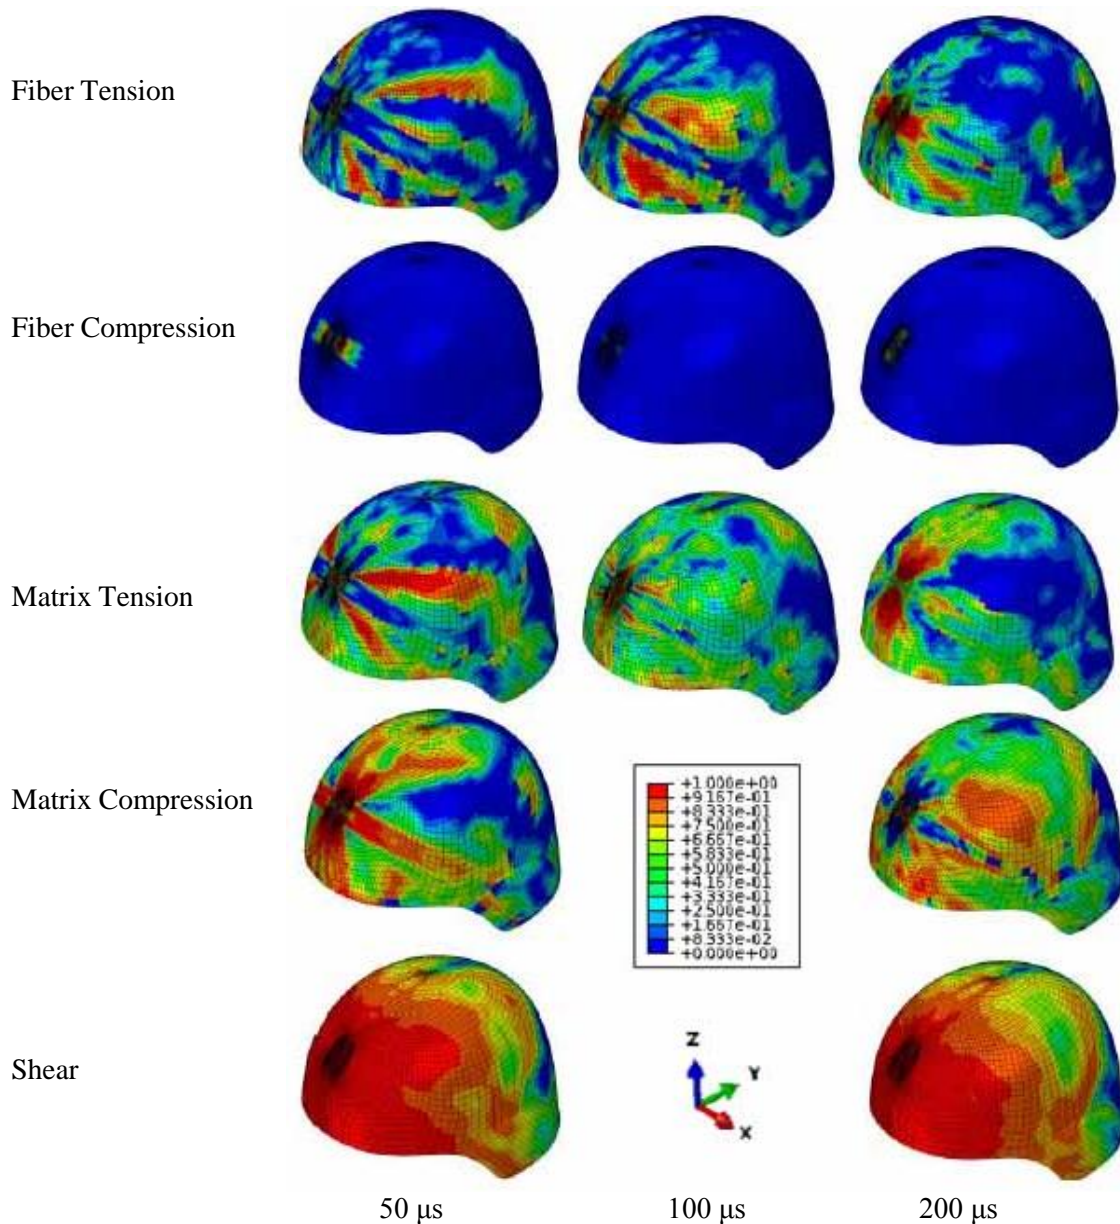 Fiber Tension
Fiber Compression
Matrix Tension
Matrix Compression
+1.000e+00
+9.167e-01
+8.333e-01
+7.500e-01
+6.667e-01
+5.833e-01
+5.000e-01
+4.167e-01
+3.333e-01
+2.500e-01
+1.667e-01
+8.333e-02
+0.000e+00
Shear
Z
Y
X
50 μs 100 μs 200 μs